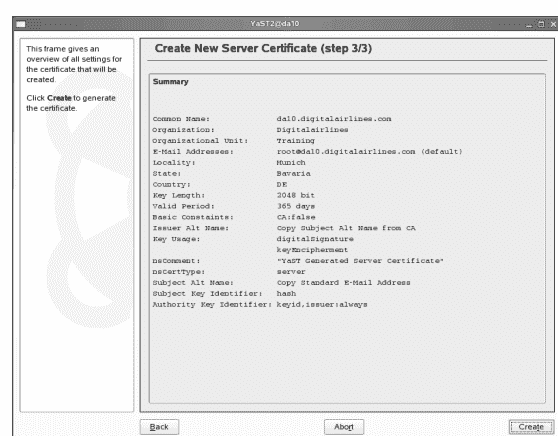 YaST2@da10
This frame gives an
overview of all settings for
the certificate that will be
created.
Click Create to generate
the certificate.
Create New Server Certificate (step 3/3)
Summary
Common Name: da10.digitalairlines.com
Organization: Digitalairlines
Organizational Unit: Training
E-Mail Addresses: root@da10.digitalairlines.com (default)
Locality: Munich
State: Bavaria
Country: DE
Key Length: 2048 bit
Valid Period: 365 days
Basic Constaints: CA:false
Issuer Alt Name: Copy Subject Alt Name from CA
Key Usage: digitalSignature
keyEncipherment
nsComment: "YaST Generated Server Certificate"
nsCertType: server
Subject Alt Name: Copy Standard E-Mail Address
Subject Key Identifier: hash
Authority Key Identifier: keyid,issuer:always
Back Abort Create